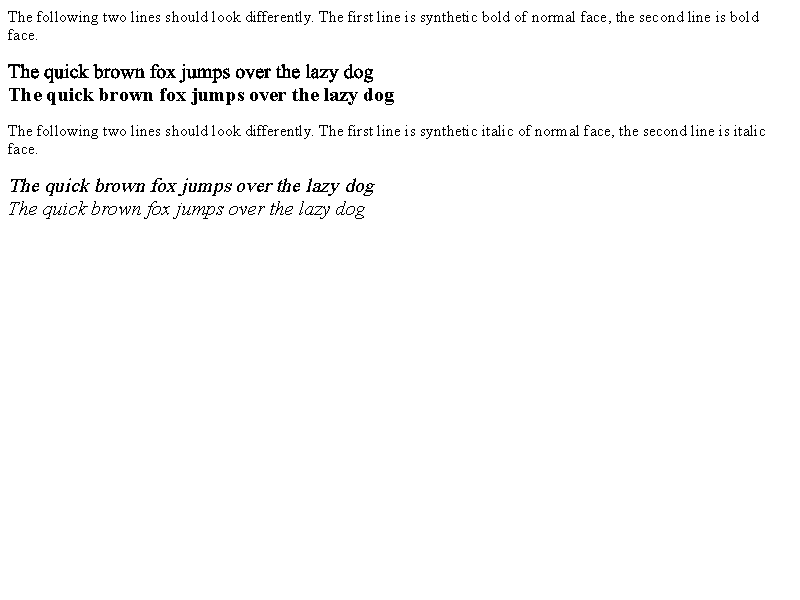 The following two lines should look differently. The first line is synthetic bold of normal face, the second line is bold
face.
The quick brown fox jumps over the lazy dog
The quick brown fox jumps over the lazy dog
The following two lines should look differently. The first line is synthetic italic of normal face, the second line is italic
face.
The quick brown fox jumps over the lazy dog
The quick brown fox jumps over the lazy dog